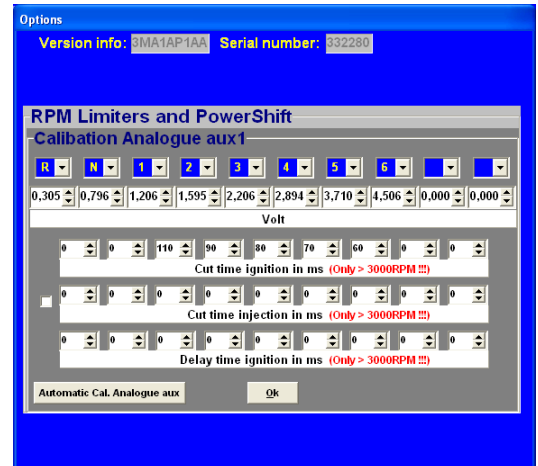 Options
Version info: 3MA1AP1AA Serial number: 332280
RPM Limiters and PowerShift
Calibation Analogue aux1
R N 1 2 3 4 5 6
0,305 0,796 1,206 1,595 2,206 2,894 3,710 4,506 0,000 0,000
Volt
0 0 110 90 80 70 60 0 0
Cut time ignition in ms (Only > 3000RPM !!!)
0 0 0 0 0 0 0 0 0
Cut time injection in ms (Only > 3000RPM !!!)
0 0 0 0 0 0 0 0 0
Delay time ignition in ms (Only > 3000RPM !!!)
Automatic Cal. Analogue aux Ok